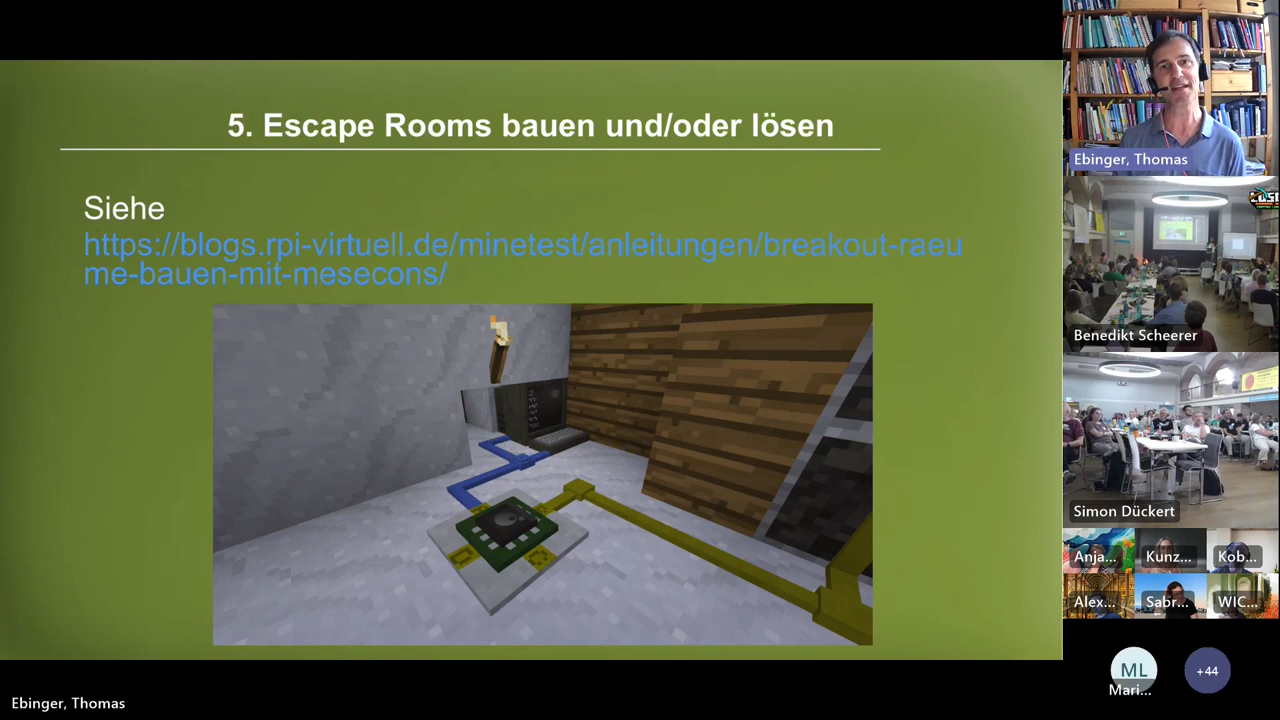 5. Escape Rooms bauen und/oder lösen
Siehe
https://blogs.rpi-virtuell.de/minetest/anleitungen/breakout-raeu
me-bauen-mit-mesecons/
Ebinger, Thomas
Benedikt Scheerer
Simon Dückert
Anja...
Kunz...
Kob...
Alex...
Sabr...
WIC...
ML
Mari...
+44
Ebinger, Thomas